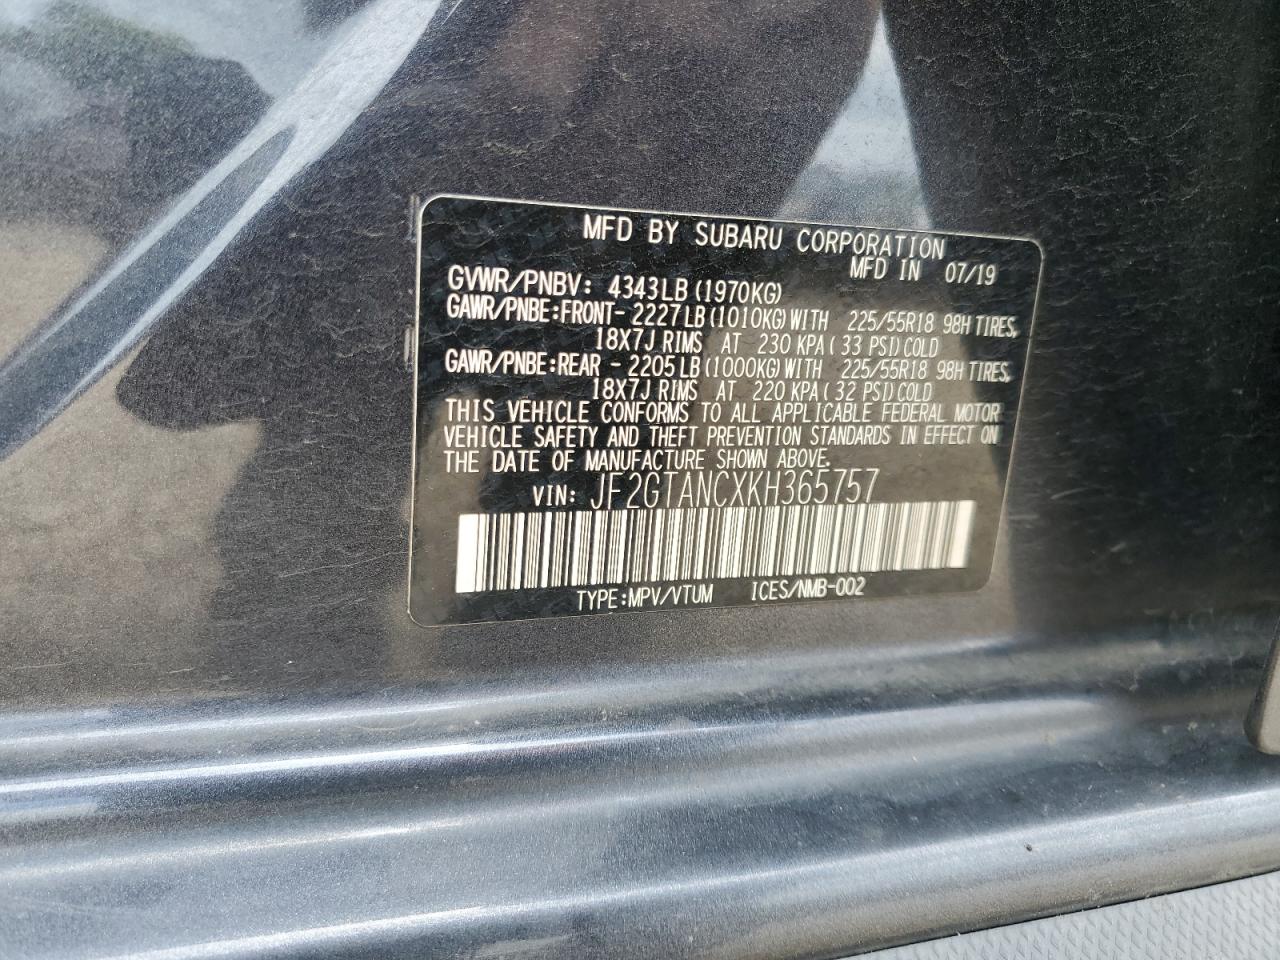 MFD BY SUBARU CORPORATION
MFD IN 07/19
GVWR/PNBV: 4343LB (1970KG)
GAWR/PNBE:FRONT- 2227LB (1010KG) WITH 225/55R18 98H TIRES,
18X7J RIMS AT 230 KPA ( 33 PSI) COLD
GAWR/PNBE:REAR - 2205LB (1000KG) WITH 225/55R18 98H TIRES,
18X7J RIMS AT 220 KPA ( 32 PSI) COLD
THIS VEHICLE CONFORMS TO ALL APPLICABLE FEDERAL MOTOR
VEHICLE SAFETY AND THEFT PREVENTION STANDARDS IN EFFECT ON
THE DATE OF MANUFACTURE SHOWN ABOVE.
VIN: JF2GTANCXKH365757
TYPE:MPV/VTUM ICES/NMB-002